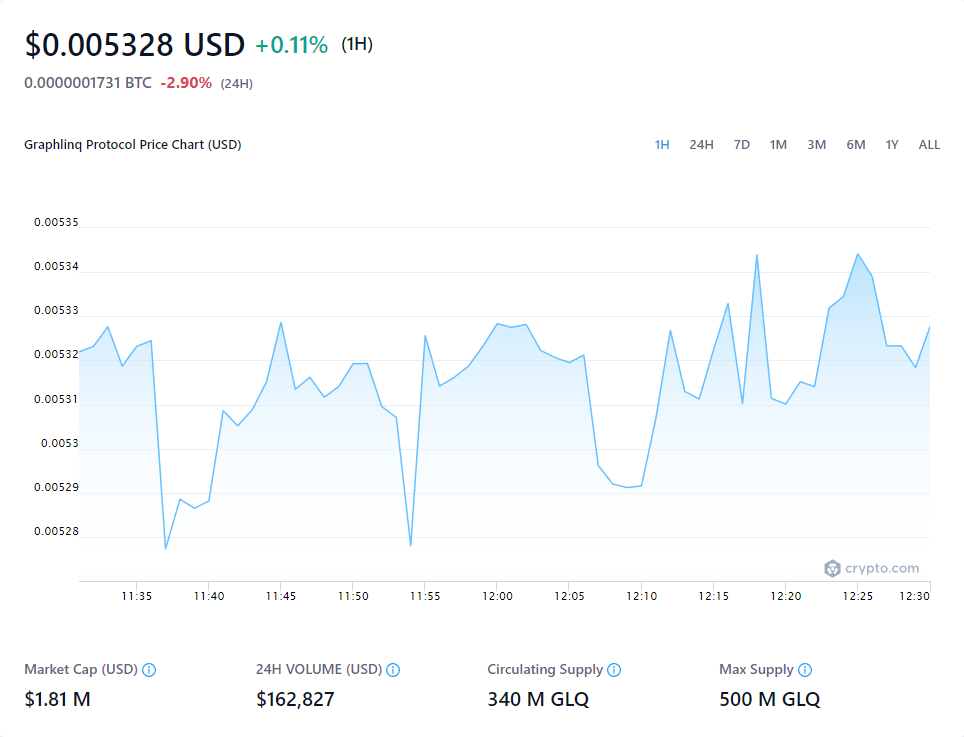 $0.005328 USD +0.11% (1H)
0.0000001731 BTC -2.90% (24H)
Graphlinq Protocol Price Chart (USD) 1H 24H 7D 1M 3M 6M 1Y ALL
0.00535
0.00534
0.00533
0.00532
0.00531
0.0053
0.00529
0.00528
crypto.com
11:35 11:40 11:45 11:50 11:55 12:00 12:05 12:10 12:15 12:20 12:25 12:30
Market Cap (USD) 24H VOLUME (USD) Circulating Supply Max Supply
$1.81 M $162,827 340 M GLQ 500 M GLQ